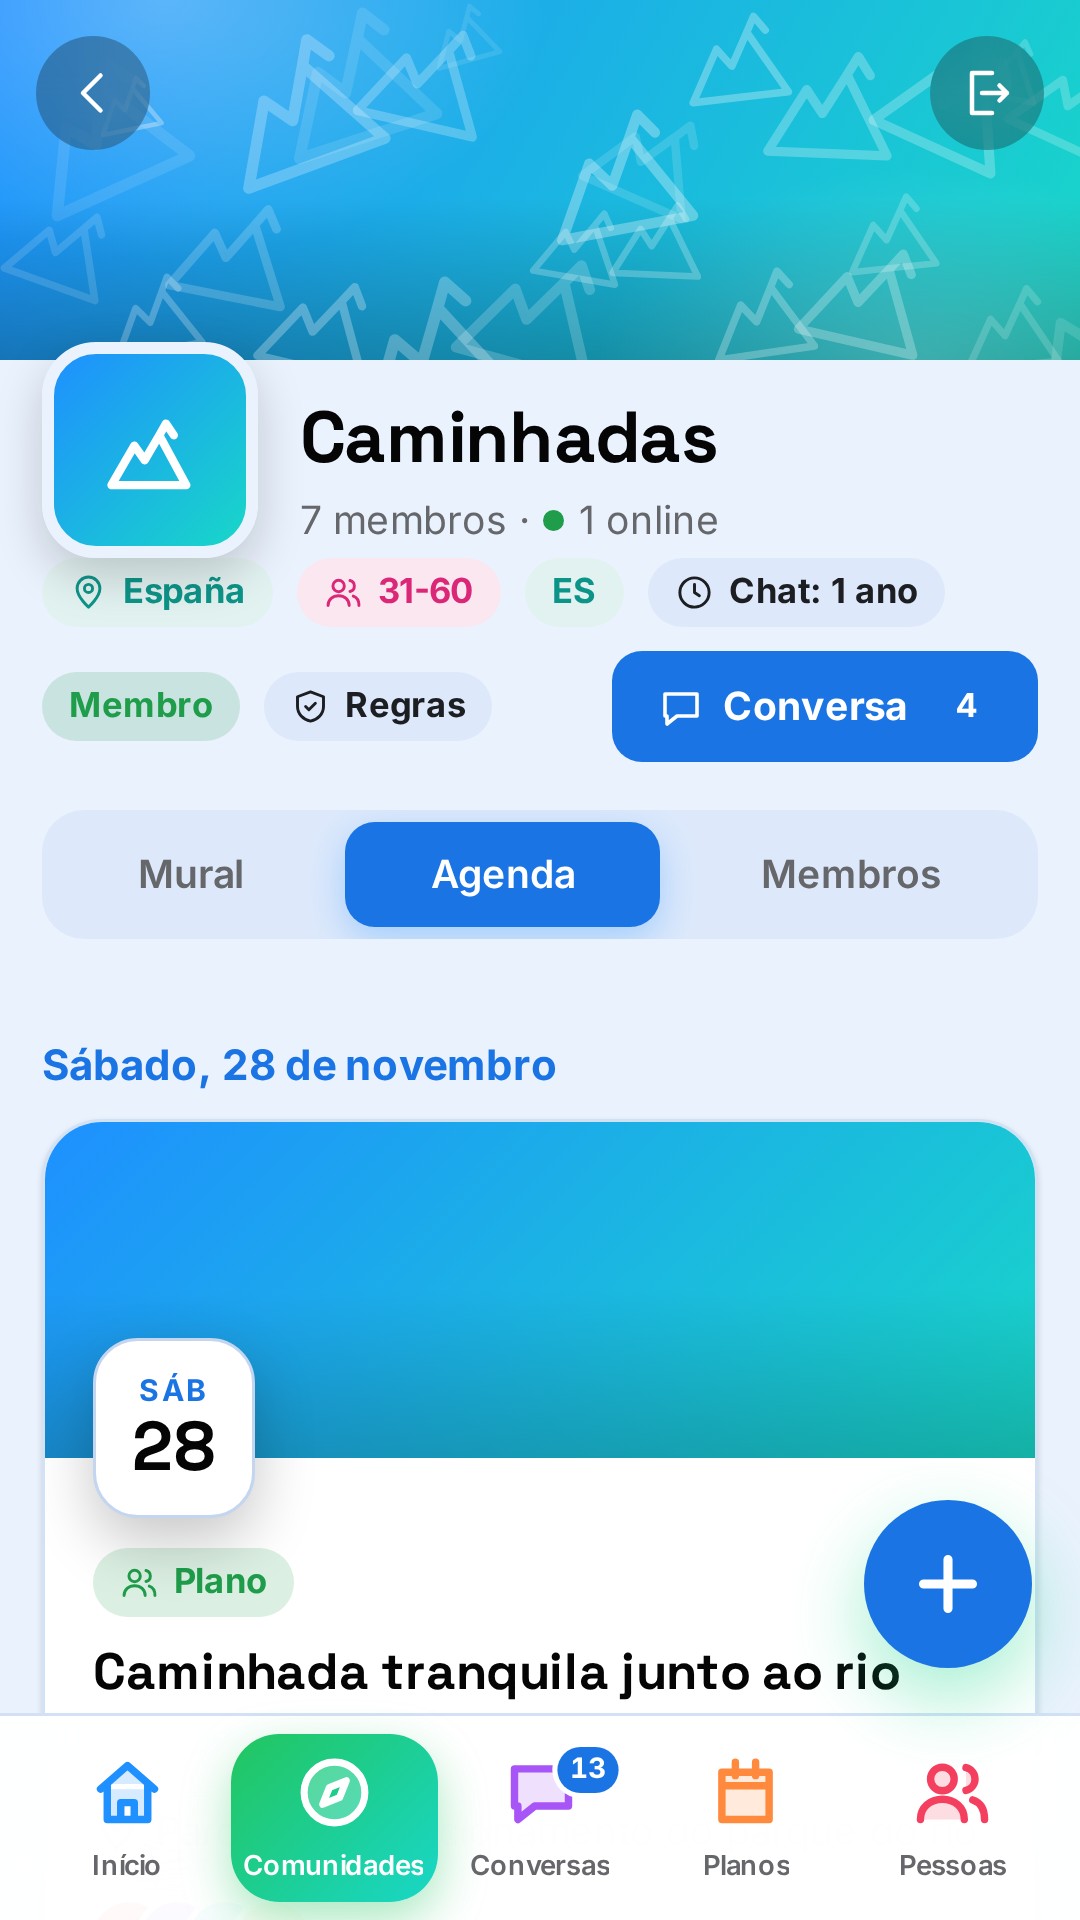 Caminhadas
7 membros · 1 online
España 31-60 ES Chat: 1 ano
Membro Regras Conversa 4
Mural Agenda Membros
Sábado, 28 de novembro
SÁB
28
Plano
Caminhada tranquila junto ao rio
13
Início Comunidades Conversas Planos Pessoas